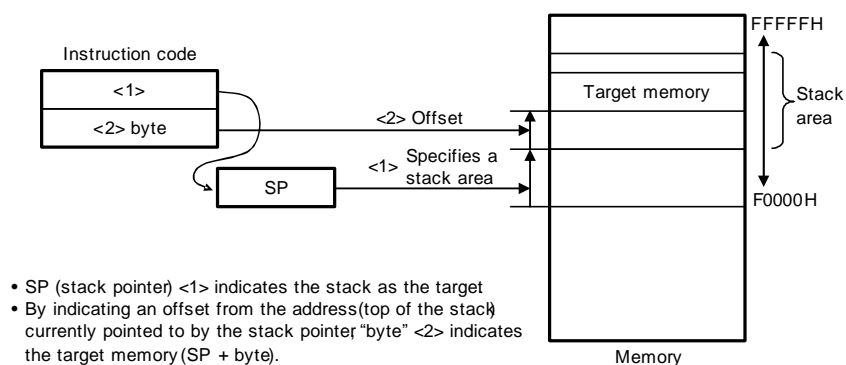 Instruction code
<1>
<2> byte
SP
<2> Offset
<1> Specifies a
stack area
FFFFFH
Target memory
Stack
area
F0000H
Memory
• SP (stack pointer) <1> indicates the stack as the target
• By indicating an offset from the address (top of the stack)
currently pointed to by the stack pointer, “byte” <2> indicates
the target memory (SP + byte).